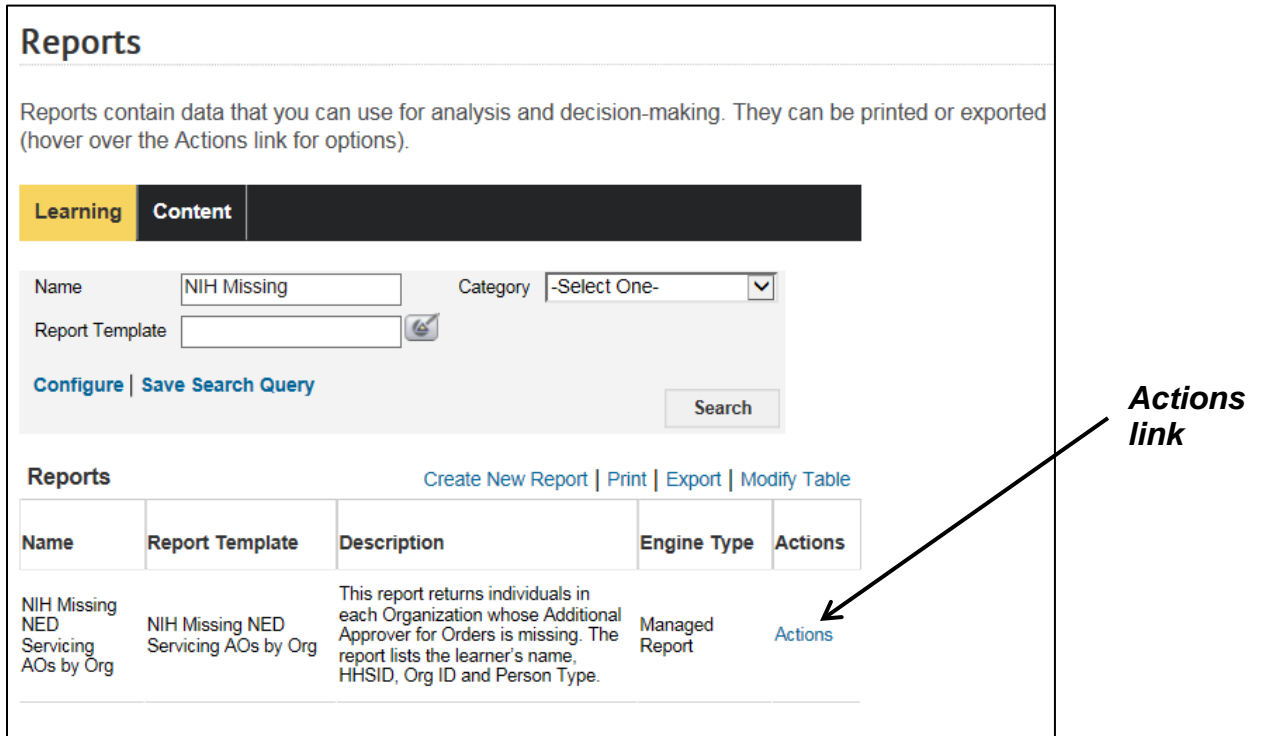 Reports
Reports contain data that you can use for analysis and decision-making. They can be printed or exported
(hover over the Actions link for options).
Learning Content
Name NIH Missing Category -Select One-
Report Template
Configure | Save Search Query
Search
Actions
link
Reports Create New Report | Print | Export | Modify Table
Name Report Template Description Engine Type Actions
NIH Missing
NED
Servicing
AOs by Org
NIH Missing NED
Servicing AOs by Org
This report returns individuals in
each Organization whose Additional
Approver for Orders is missing. The
report lists the learner's name,
HHSID, Org ID and Person Type.
Managed
Report
Actions